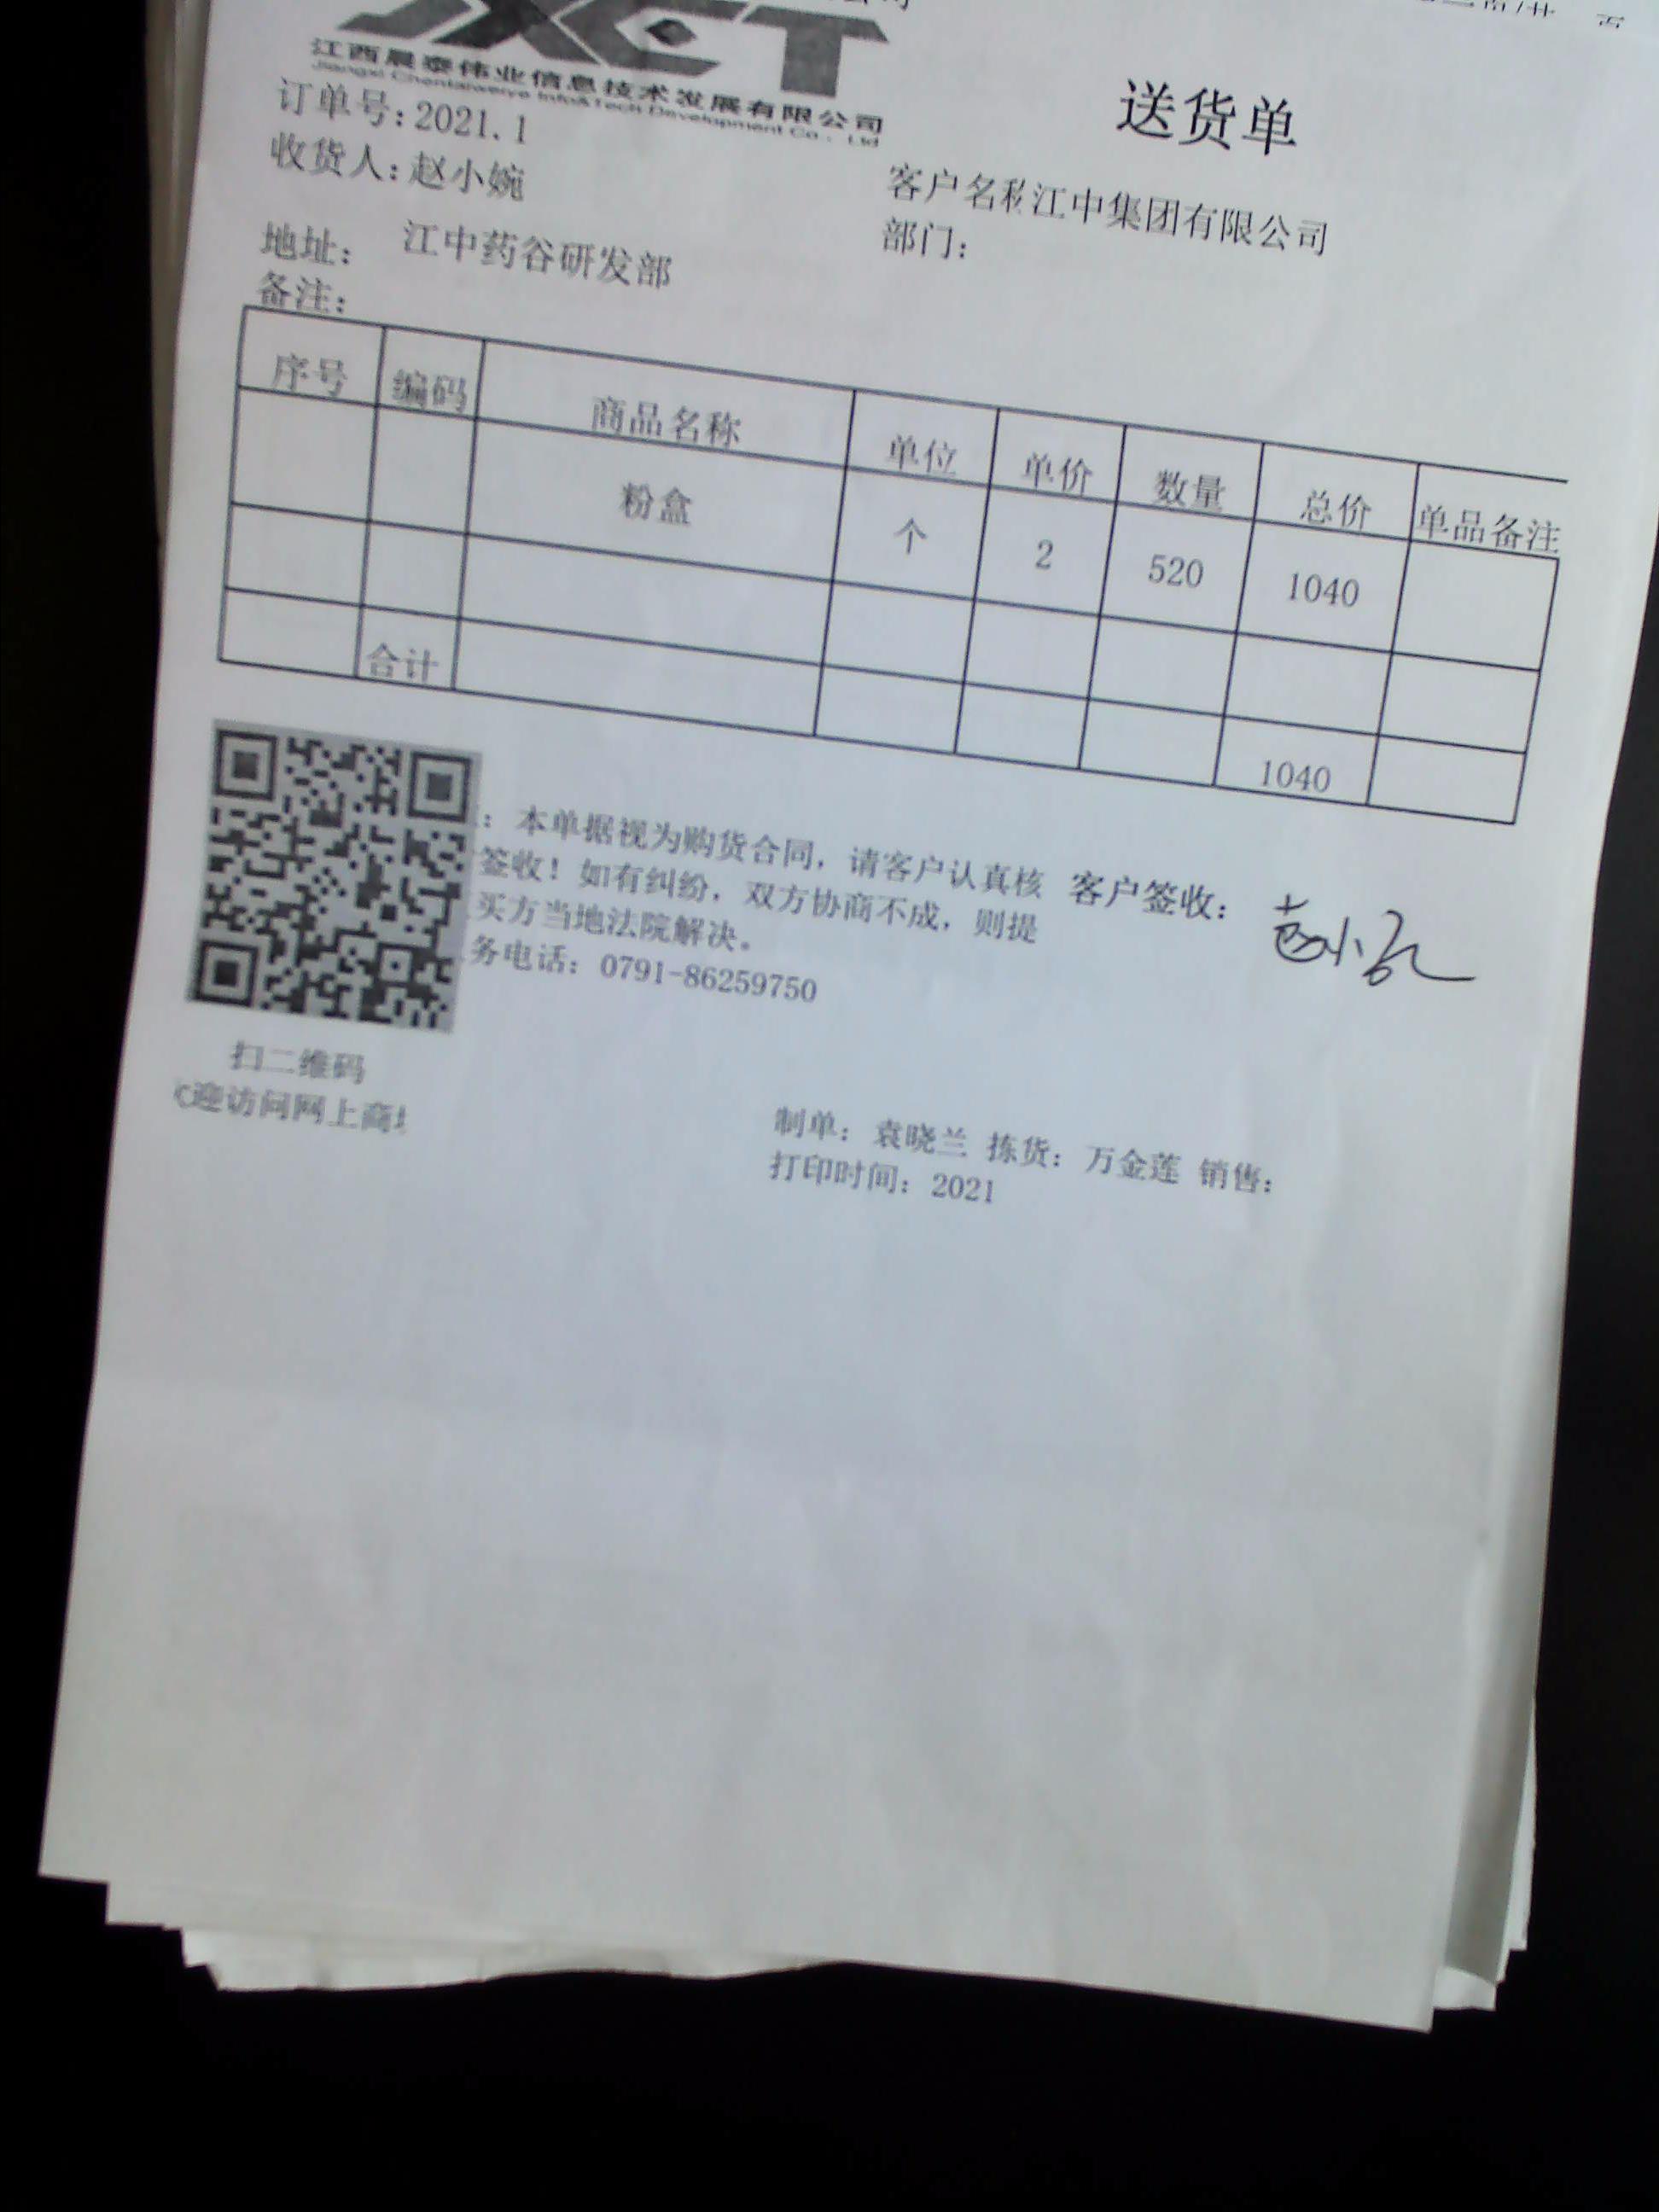 江西晨泰伟业信息技术发展有限公司
Jiangxi Chentaiweiye Info&Tech Development Co., Ltd
送货单
订单号: 2021.1
收货人: 赵小婉
客户名称江中集团有限公司
地址: 江中药谷研发部
部门:
备注:
序号 编码 商品名称 单位 单价 数量 总价 单品备注
粉盒 个 2 520 1040
合计 1040
: 本单据视为购货合同, 请客户认真核
签收! 如有纠纷, 双方协商不成, 则提
买方当地法院解决。
务电话: 0791-86259750
客户签收:
扫二维码
迎访问网上商
制单: 袁晓兰 拣货: 万金莲 销售:
打印时间: 2021